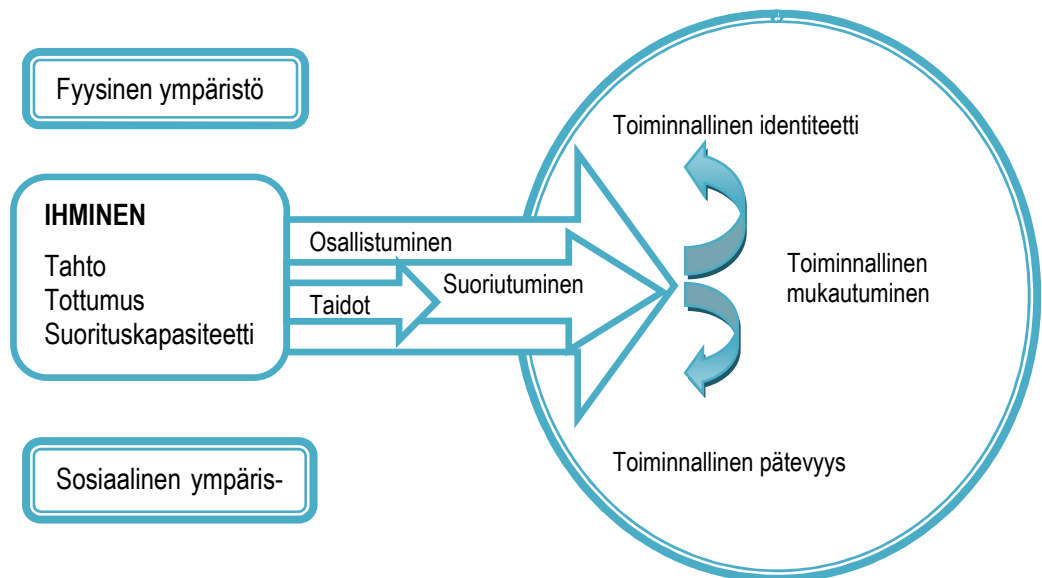 Fyysinen ympäristö
IHMINEN
Tahto
Tottumus
Suorituskapasiteetti
Sosiaalinen ympäris-
Osallistuminen
Suoriutuminen
Taidot
Toiminnallinen identiteetti
Toiminnallinen
mukautuminen
Toiminnallinen pätevyys